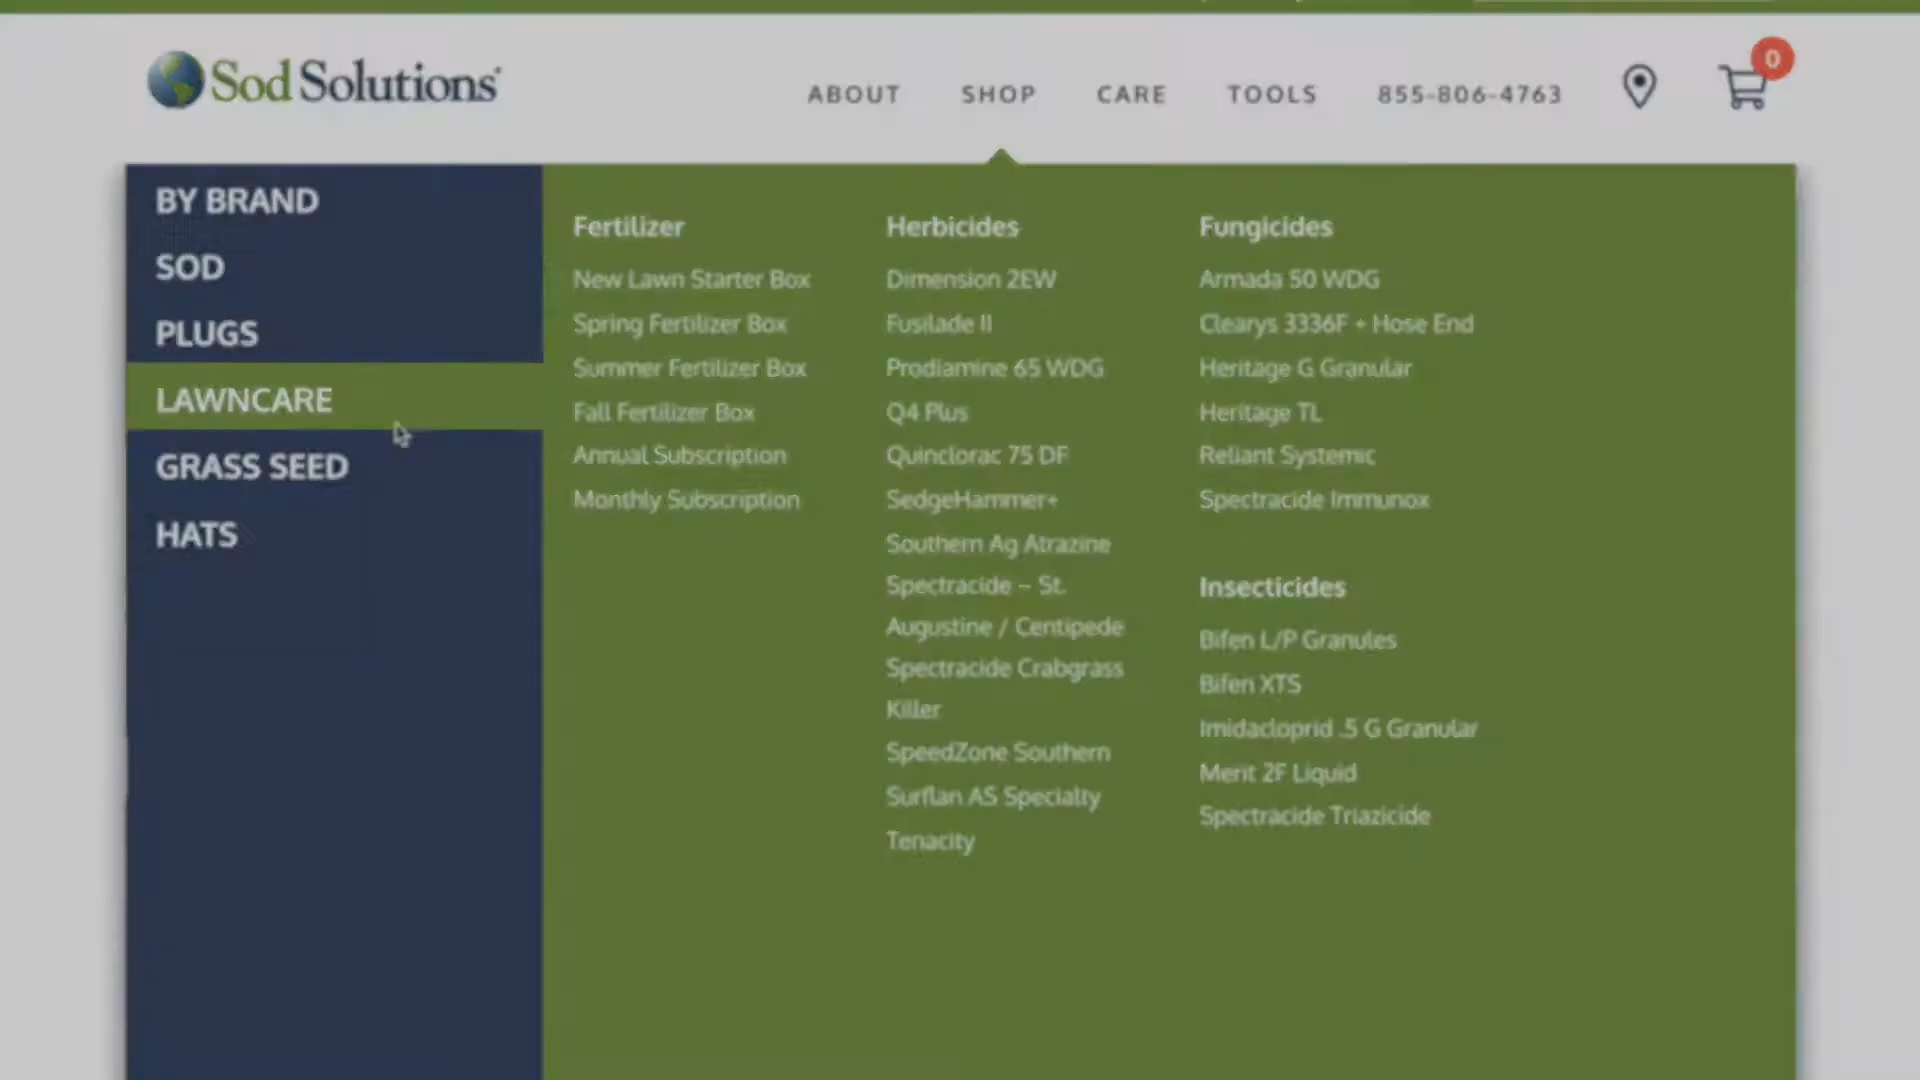 Sod Solutions
ABOUT SHOP CARE TOOLS 855-806-4763
0
BY BRAND
SOD
PLUGS
LAWNCARE
GRASS SEED
HATS
Fertilizer
New Lawn Starter Box
Spring Fertilizer Box
Summer Fertilizer Box
Fall Fertilizer Box
Annual Subscription
Monthly Subscription
Herbicides
Dimension 2EW
Fusilade II
Prodiamine 65 WDG
Q4 Plus
Quinclorac 75 DF
SedgeHammer+
Southern Ag Atrazine
Spectracide – St.
Augustine / Centipede
Spectracide Crabgrass
Killer
SpeedZone Southern
Surflan AS Specialty
Tenacity
Fungicides
Armada 50 WDG
Clearys 3336F + Hose End
Heritage G Granular
Heritage TL
Reliant Systemic
Spectracide Immunox
Insecticides
Bifen L/P Granules
Bifen XTS
Imidacloprid .5 G Granular
Merit 2F Liquid
Spectracide Triazicide